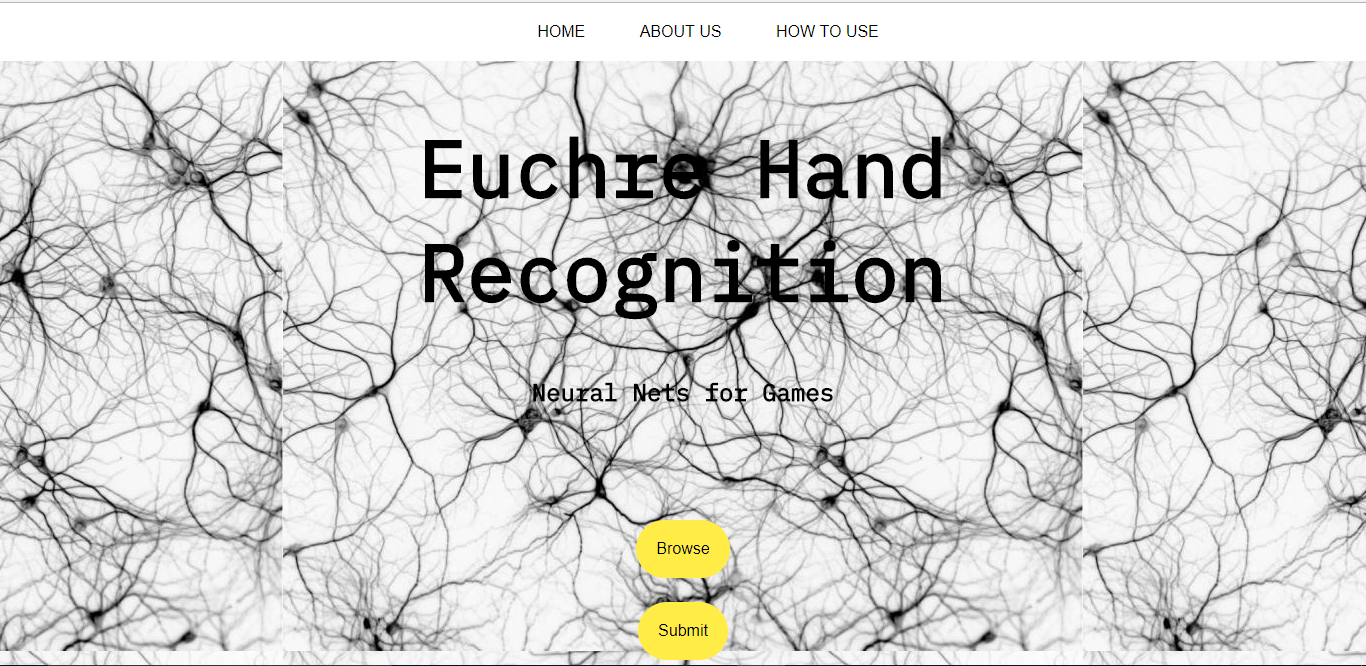 HOME ABOUT US HOW TO USE
Euchre Hand
Recognition
Neural Nets for Games
Browse
Submit